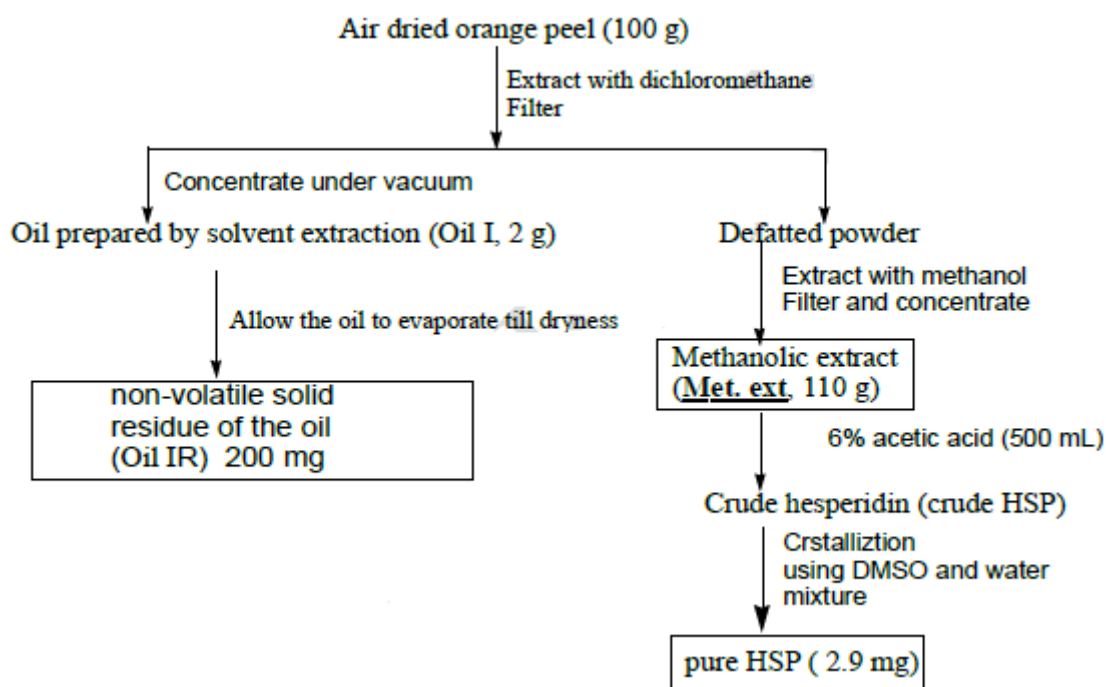 Air dried orange peel (100 g)
Extract with dichloromethane
Filter
Concentrate under vacuum
Oil prepared by solvent extraction (Oil I, 2 g)
Defatted powder
Extract with methanol
Filter and concentrate
Allow the oil to evaporate till dryness
non-volatile solid
residue of the oil
(Oil IR) 200 mg
Methanolic extract
(Met. ext, 110 g)
6% acetic acid (500 mL)
Crude hesperidin (crude HSP)
Crstalliztion
using DMSO and water
mixture
pure HSP ( 2.9 mg)